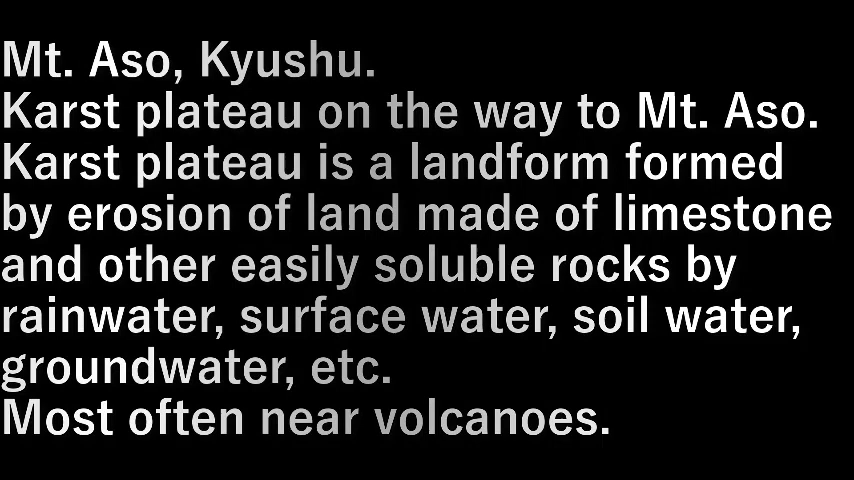 Mt. Aso, Kyushu.
Karst plateau on the way to Mt. Aso.
Karst plateau is a landform formed
by erosion of land made of limestone
and other easily soluble rocks by
rainwater, surface water, soil water,
groundwater, etc.
Most often near volcanoes.